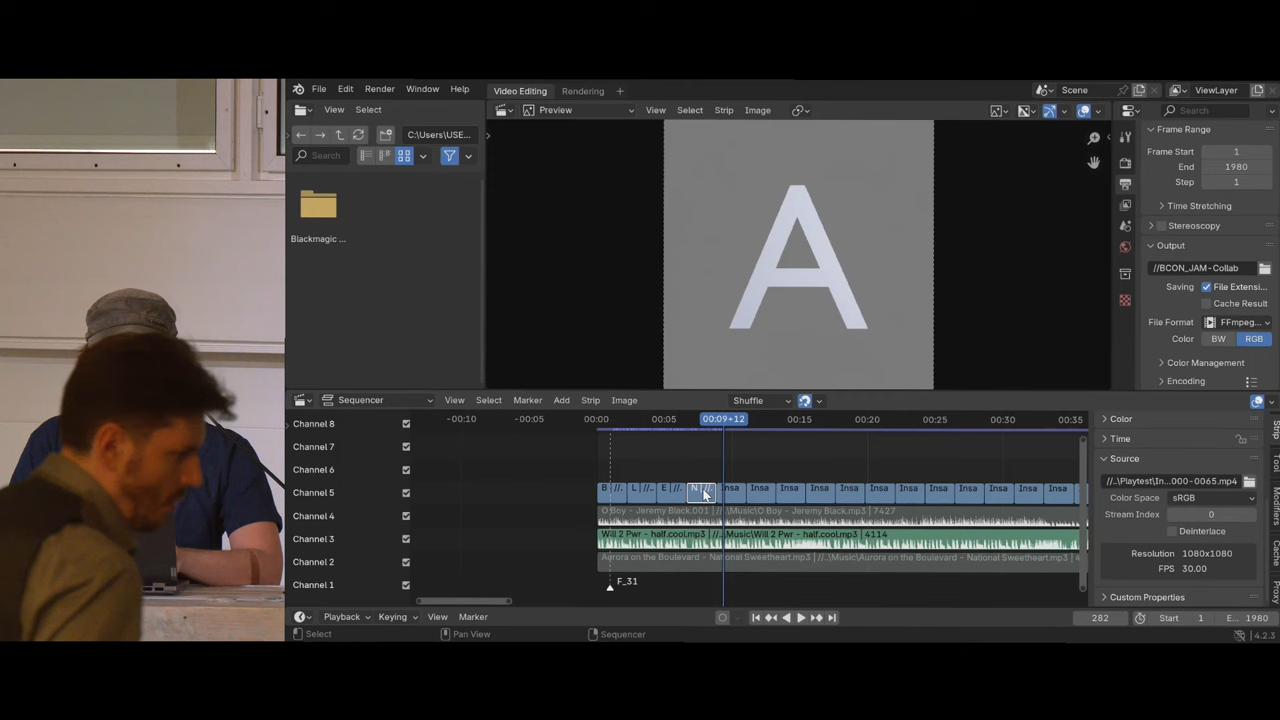 File Edit Render Window Help
Video Editing Rendering +
Scene
ViewLayer
View Select
Preview
View Select Strip Image
Search
C:\Users\USE...
Search
Blackmagic ...
A
Frame Range
Frame Start 1
End 1980
Step 1
Time Stretching
Stereoscopy
Output
//BCON_JAM-Collab
Saving File Extensi...
Cache Result
File Format FFmpeg...
Color BW RGB
Color Management
Encoding
Sequencer
View Select Marker Add Strip Image
Shuffle
Channel 8
Channel 7
Channel 6
Channel 5
Channel 4
Channel 3
Channel 2
Channel 1
-00:10 -00:05 00:00 00:05 00:09+12 00:15 00:20 00:25 00:30 00:35
B //. L //.. E //. N //. Insa Insa Insa Insa Insa Insa Insa Insa Insa Insa Insa Insa
O Boy - Jeremy Black.001 | //..\Music\O Boy - Jeremy Black.mp3 | 7427
Will 2 Pwr - half.cool.mp3 | //..\Music\Will 2 Pwr - half.cool.mp3 | 4114
Aurora on the Boulevard - National Sweetheart.mp3 | //..\Music\Aurora on the Boulevard - National Sweetheart.mp3 | 4
F_31
Color
Time
Source
//..\Playtest\In...000-0065.mp4
Color Space sRGB
Stream Index 0
Deinterlace
Resolution 1080x1080
FPS 30.00
Custom Properties
Strip
Tool
Modifiers
Proxy
Playback Keying View Marker
282
Start 1
E... 1980
Select
Pan View
Sequencer
4.2.3